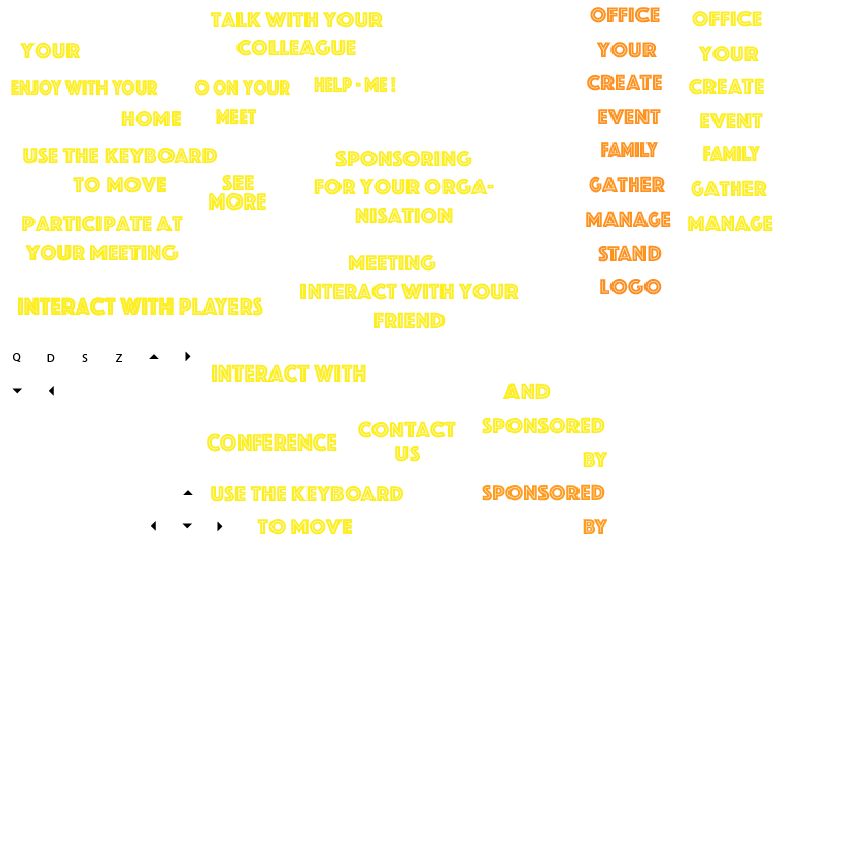 TALK WITH YOUR
COLLEAGUE
YOUR
ENJOY WITH YOUR
O ON YOUR
HELP - ME !
HOME
MEET
USE THE KEYBOARD
TO MOVE
SEE
MORE
PARTICIPATE AT
YOUR MEETING
INTERACT WITH PLAYERS
SPONSORING
FOR YOUR ORGA-
NISATION
MEETING
INTERACT WITH YOUR
FRIEND
OFFICE
YOUR
CREATE
EVENT
FAMILY
GATHER
MANAGE
STAND
LOGO
OFFICE
YOUR
CREATE
EVENT
FAMILY
GATHER
MANAGE
Q D S Z
INTERACT WITH
AND
CONFERENCE
CONTACT
US
SPONSORED
BY
USE THE KEYBOARD
TO MOVE
SPONSORED
BY